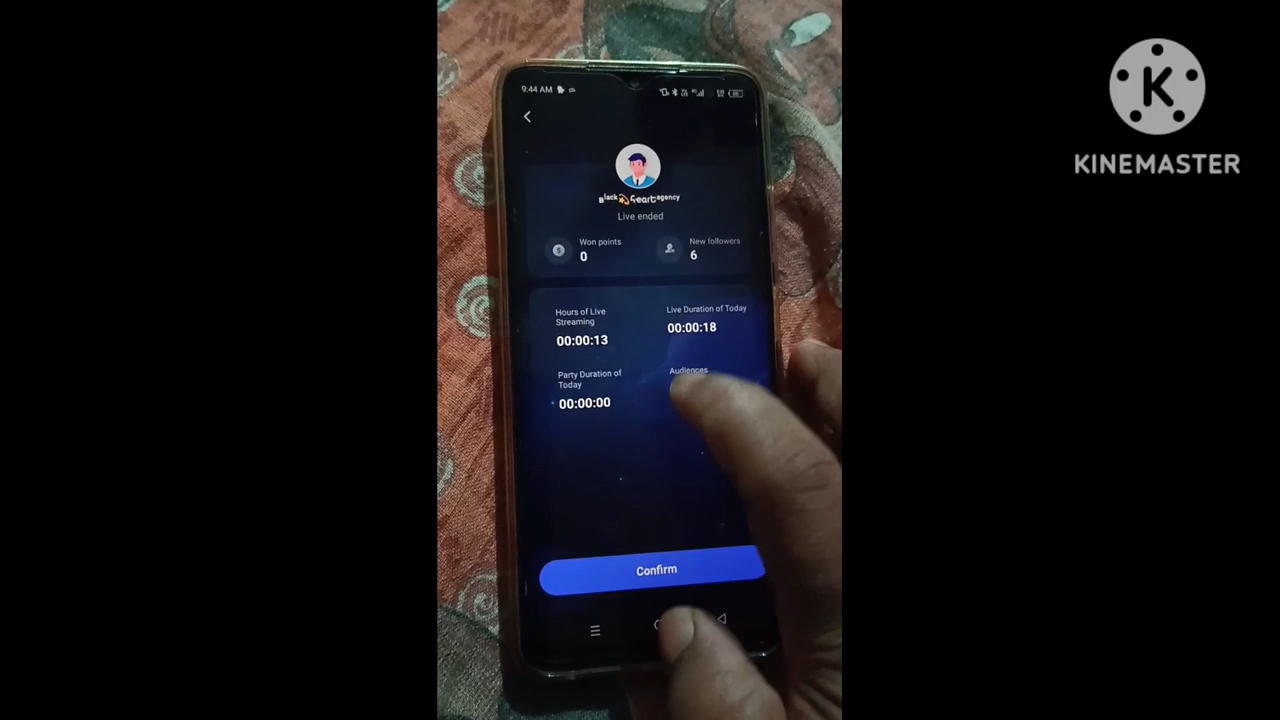 9:44 AM
KINEMASTER
Live ended
Won points
0
New followers
6
Hours of Live
Streaming
00:00:13
Live Duration of Today
00:00:18
Party Duration of
Today
00:00:00
Audiences
Confirm